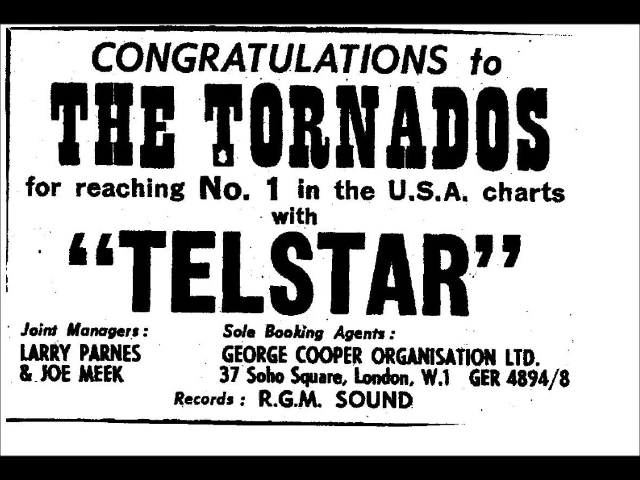 CONGRATULATIONS to
THE TORNADOS
for reaching No. 1 in the U.S.A. charts
with
“TELSTAR”
Joint Managers :
LARRY PARNES
& JOE MEEK
Sole Booking Agents :
GEORGE COOPER ORGANISATION LTD.
37 Soho Square, London, W.1 GER 4894/8
Records : R.G.M. SOUND